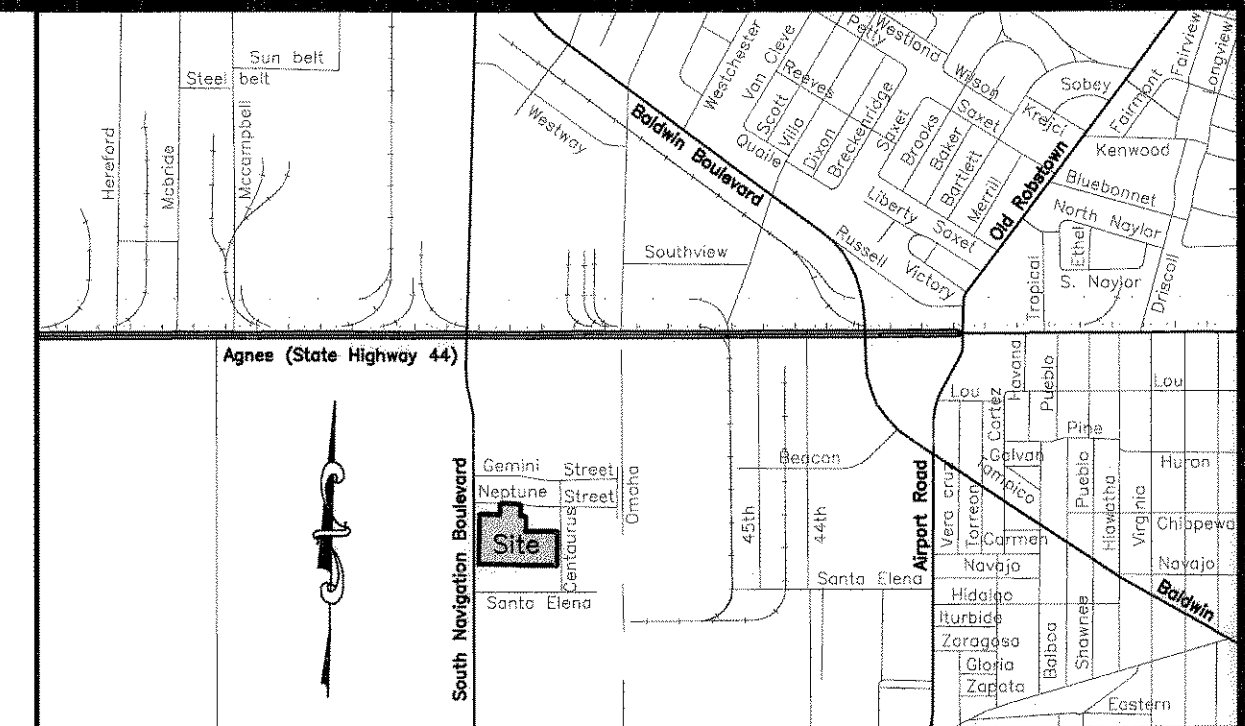 Sun belt
Steel belt
Hereford
Mcbride
Mccampbell
Westway
Baldwin Boulevard
Westchester
Van Cleve
Scott
Reeves
Villa
Quaile
Dixon
Breckenridge
Petty
Westland
Wilson
Saxet
Brooks
Baker
Bartlett
Merrill
Saxet
Krejci
Sobey
Fairmont
Fairview
Longview
Kenwood
Bluebonnet
North Naylor
Ethel
S. Naylor
Driscoll
Tropical
Old Robstown
Liberty
Saxet
Russell
Victory
Southview
Agnee (State Highway 44)
South Navigation Boulevard
Gemini Street
Neptune Street
Site
Centaurus
Santa Elena
Omaha
Beacon
45th
44th
Santa Elena
Airport Road
Lou
Cortez
Havana
Pueblo
Lou
Pine
Galvan
Tampico
Vera cruz
Torreon
Carmen
Pueblo
Hiawatha
Virginia
Huron
Chippewa
Navajo
Navajo
Hidalgo
Iturbide
Zaragosa
Gloria
Zapata
Balboa
Shawnee
Baldwin
Eastern